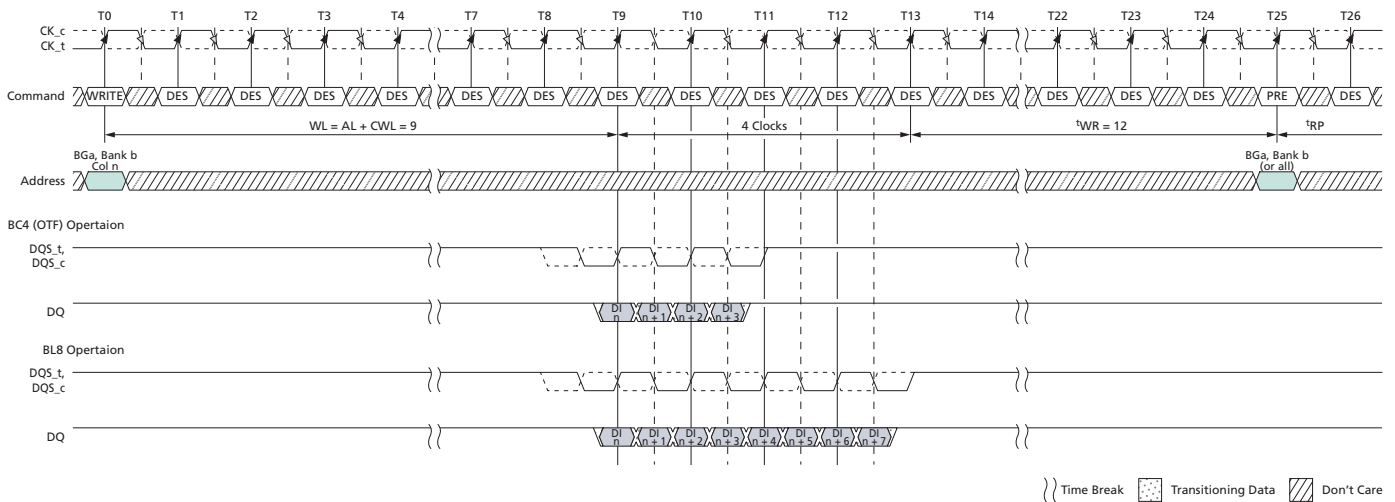 T0 T1 T2 T3 T4 T7 T8 T9 T10 T11 T12 T13 T14 T22 T23 T24 T25 T26
CK_c
CK_t
Command WRITE DES DES DES DES DES DES DES DES DES DES DES DES DES DES DES PRE DES
WL = AL + CWL = 9 4 Clocks tWR = 12 tRP
BGa, Bank b
Col n
BGa, Bank b
(or all)
Address
BC4 (OTF) Opertaion
DQS_t,
DQS_c
DQ
DI n DI n + 1 DI n + 2 DI n + 3
BL8 Opertaion
DQS_t,
DQS_c
DQ
DI n DI n + 1 DI n + 2 DI n + 3 DI n + 4 DI n + 5 DI n + 6 DI n + 7
Time Break Transitioning Data Don't Care